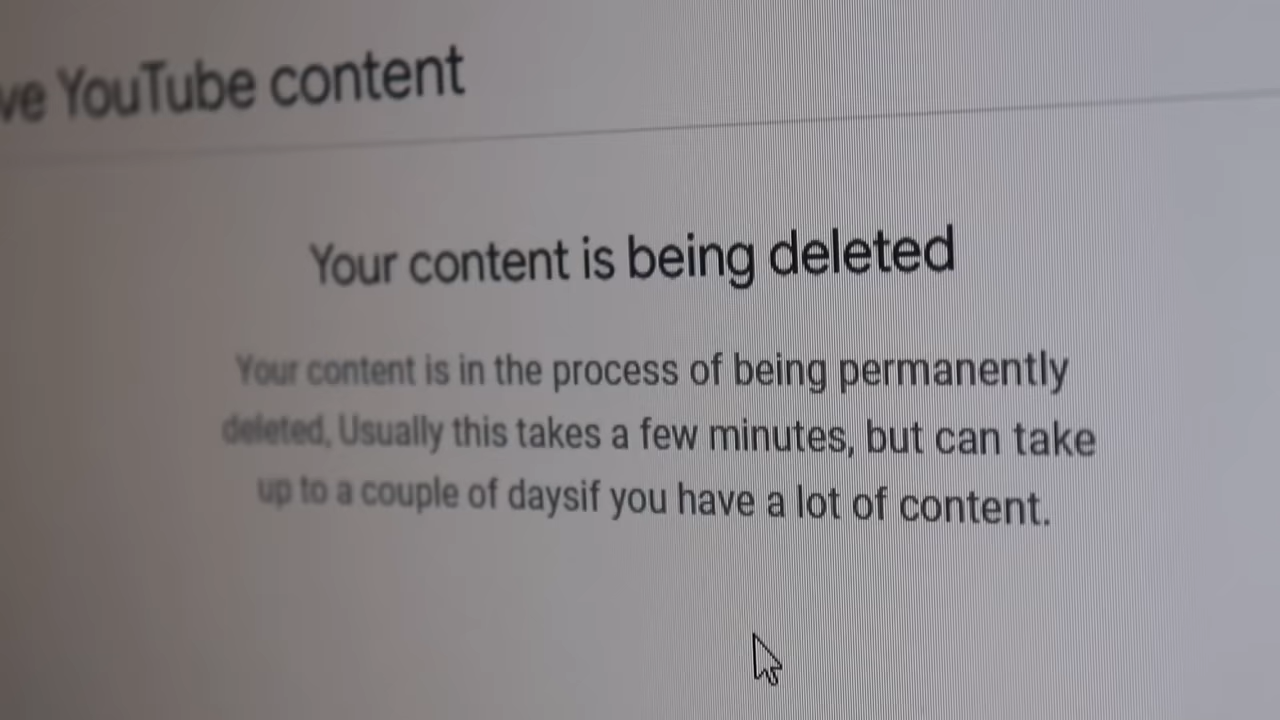 ve YouTube content
Your content is being deleted
Your content is in the process of being permanently
deleted, Usually this takes a few minutes, but can take
up to a couple of daysif you have a lot of content.